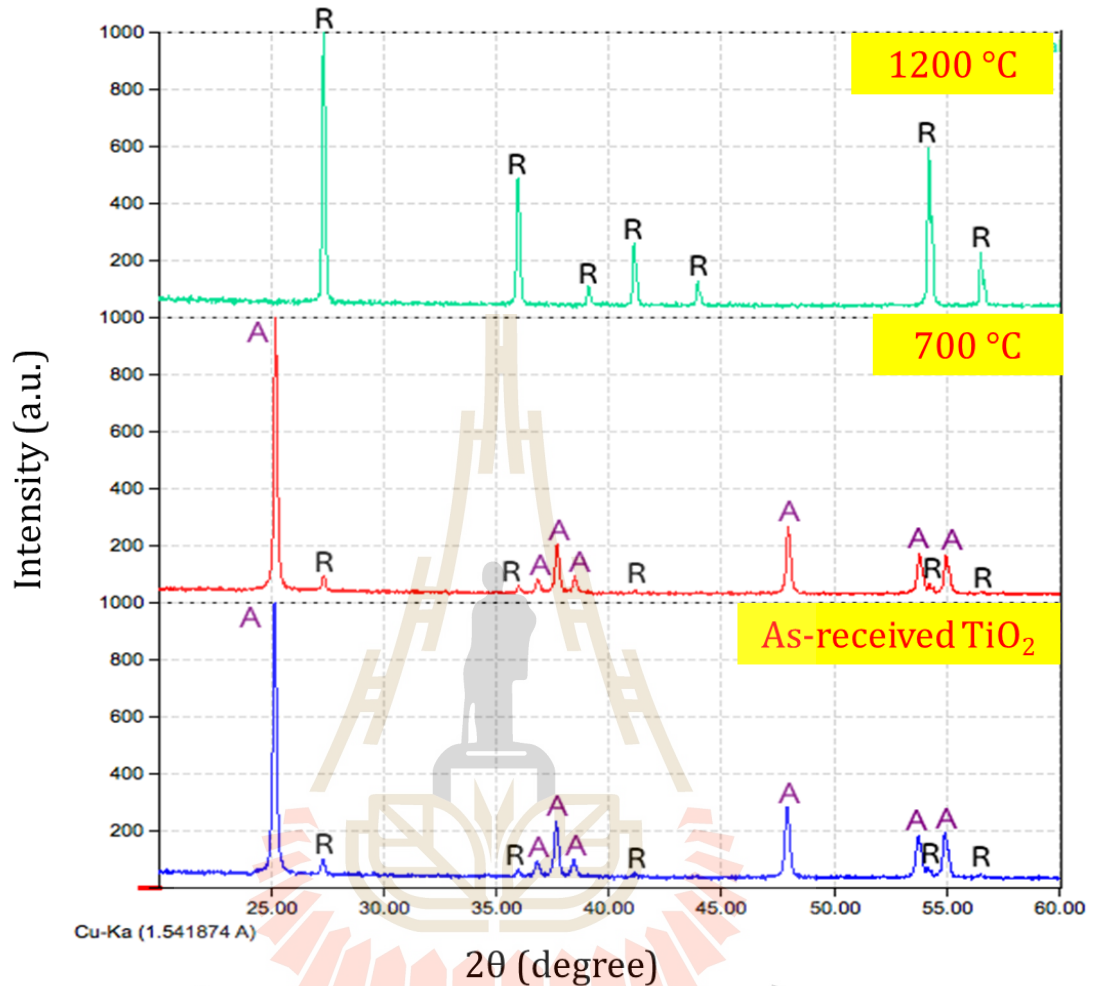 1000
R
1200 °C
800
600
R
R
400
R
R
R
R
200
1000
A
700 °C
800
600
400
A
200
R
R
A
A
A
R
A
R
A
R
1000
A
As-received TiO₂
800
600
400
A
200
R
R
A
A
A
R
A
R
A
R
25.00 30.00 35.00 40.00 45.00 50.00 55.00 60.00
Cu-Ka (1.541874 A)
2θ (degree)
Intensity (a.u.)